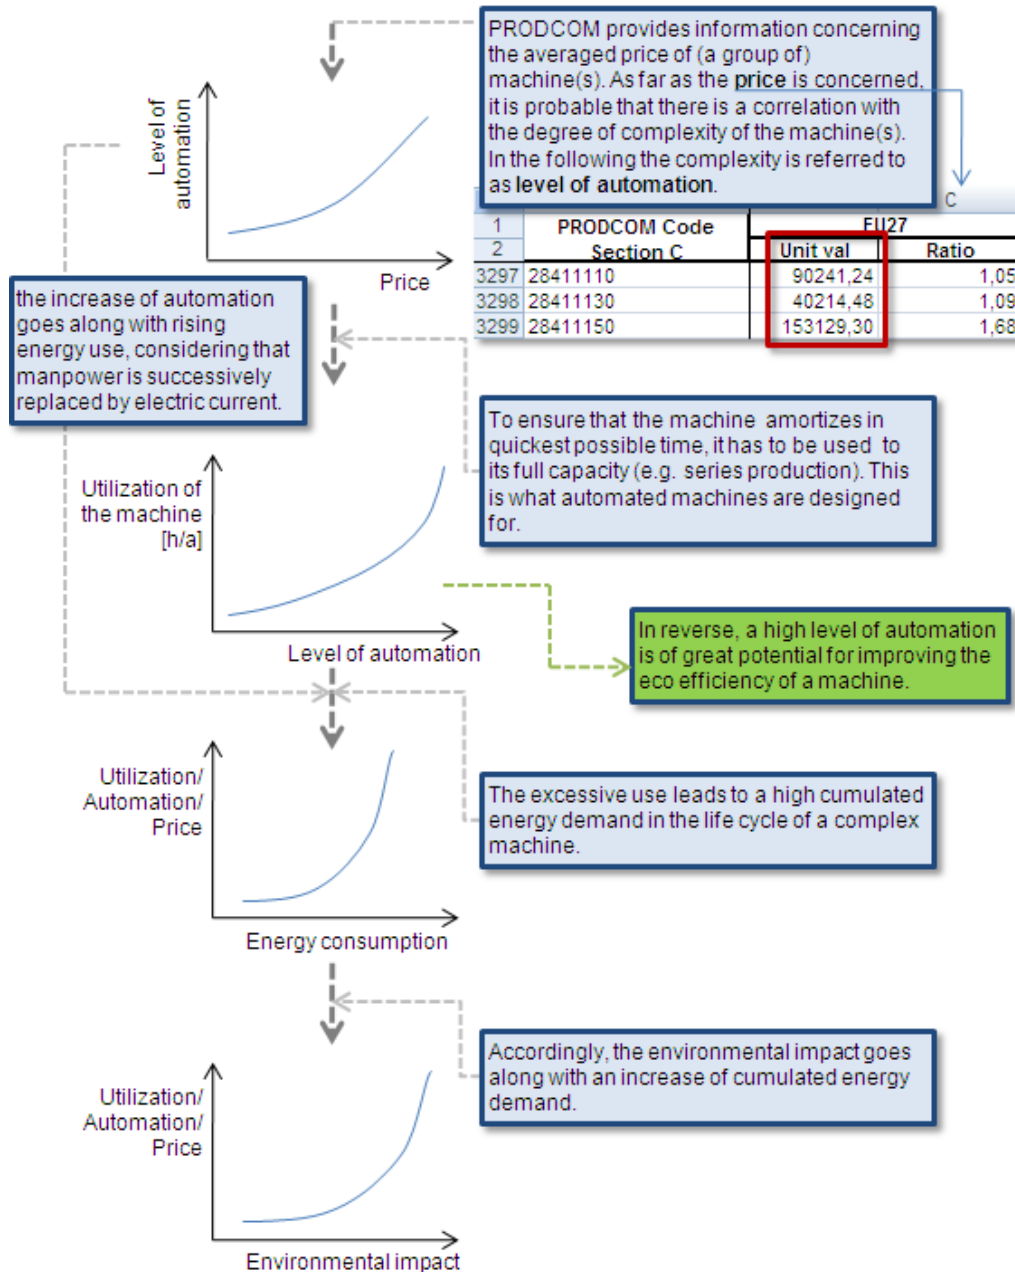 PRODCOM provides information concerning
the averaged price of (a group of)
machine(s). As far as the price is concerned,
it is probable that there is a correlation with
the degree of complexity of the machine(s).
In the following the complexity is referred to
as level of automation.
Level of
automation
Price
C
1 PRODCOM Code EU27
2 Section C Unit val Ratio
3297 28411110 90241,24 1,05
3298 28411130 40214,48 1,09
3299 28411150 153129,30 1,68
the increase of automation
goes along with rising
energy use, considering that
manpower is successively
replaced by electric current.
To ensure that the machine amortizes in
quickest possible time, it has to be used to
its full capacity (e.g. series production). This
is what automated machines are designed
for.
Utilization of
the machine
[h/a]
Level of automation
In reverse, a high level of automation
is of great potential for improving the
eco efficiency of a machine.
Utilization/
Automation/
Price
Energy consumption
The excessive use leads to a high cumulated
energy demand in the life cycle of a complex
machine.
Accordingly, the environmental impact goes
along with an increase of cumulated energy
demand.
Utilization/
Automation/
Price
Environmental impact